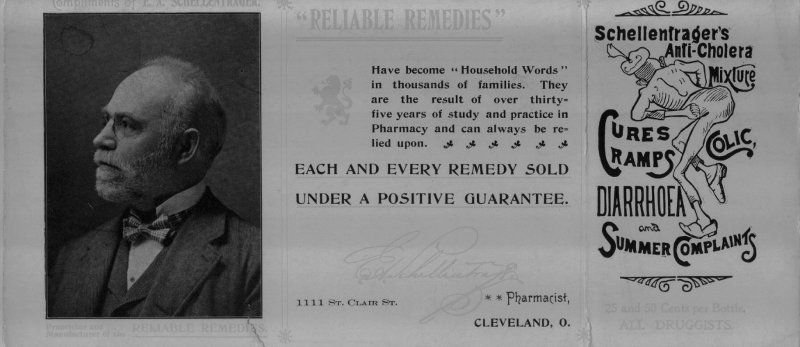 Compliments of E. A. SCHELLENTRAGER.
Proprietor and
Manufacturer of the RELIABLE REMEDIES.
"RELIABLE REMEDIES"
Have become "Household Words"
in thousands of families. They
are the result of over thirty-
five years of study and practice in
Pharmacy and can always be re-
lied upon.
EACH AND EVERY REMEDY SOLD
UNDER A POSITIVE GUARANTEE.
E. A. Schellentrager
1111 ST. CLAIR ST.
** Pharmacist,
CLEVELAND, O.
Schellentrager's
Anti-Cholera
MIXTURE
CURES
CRAMPS
COLIC,
DIARRHOEA
and
SUMMER COMPLAINTS
25 and 50 Cents per Bottle.
ALL DRUGGISTS.